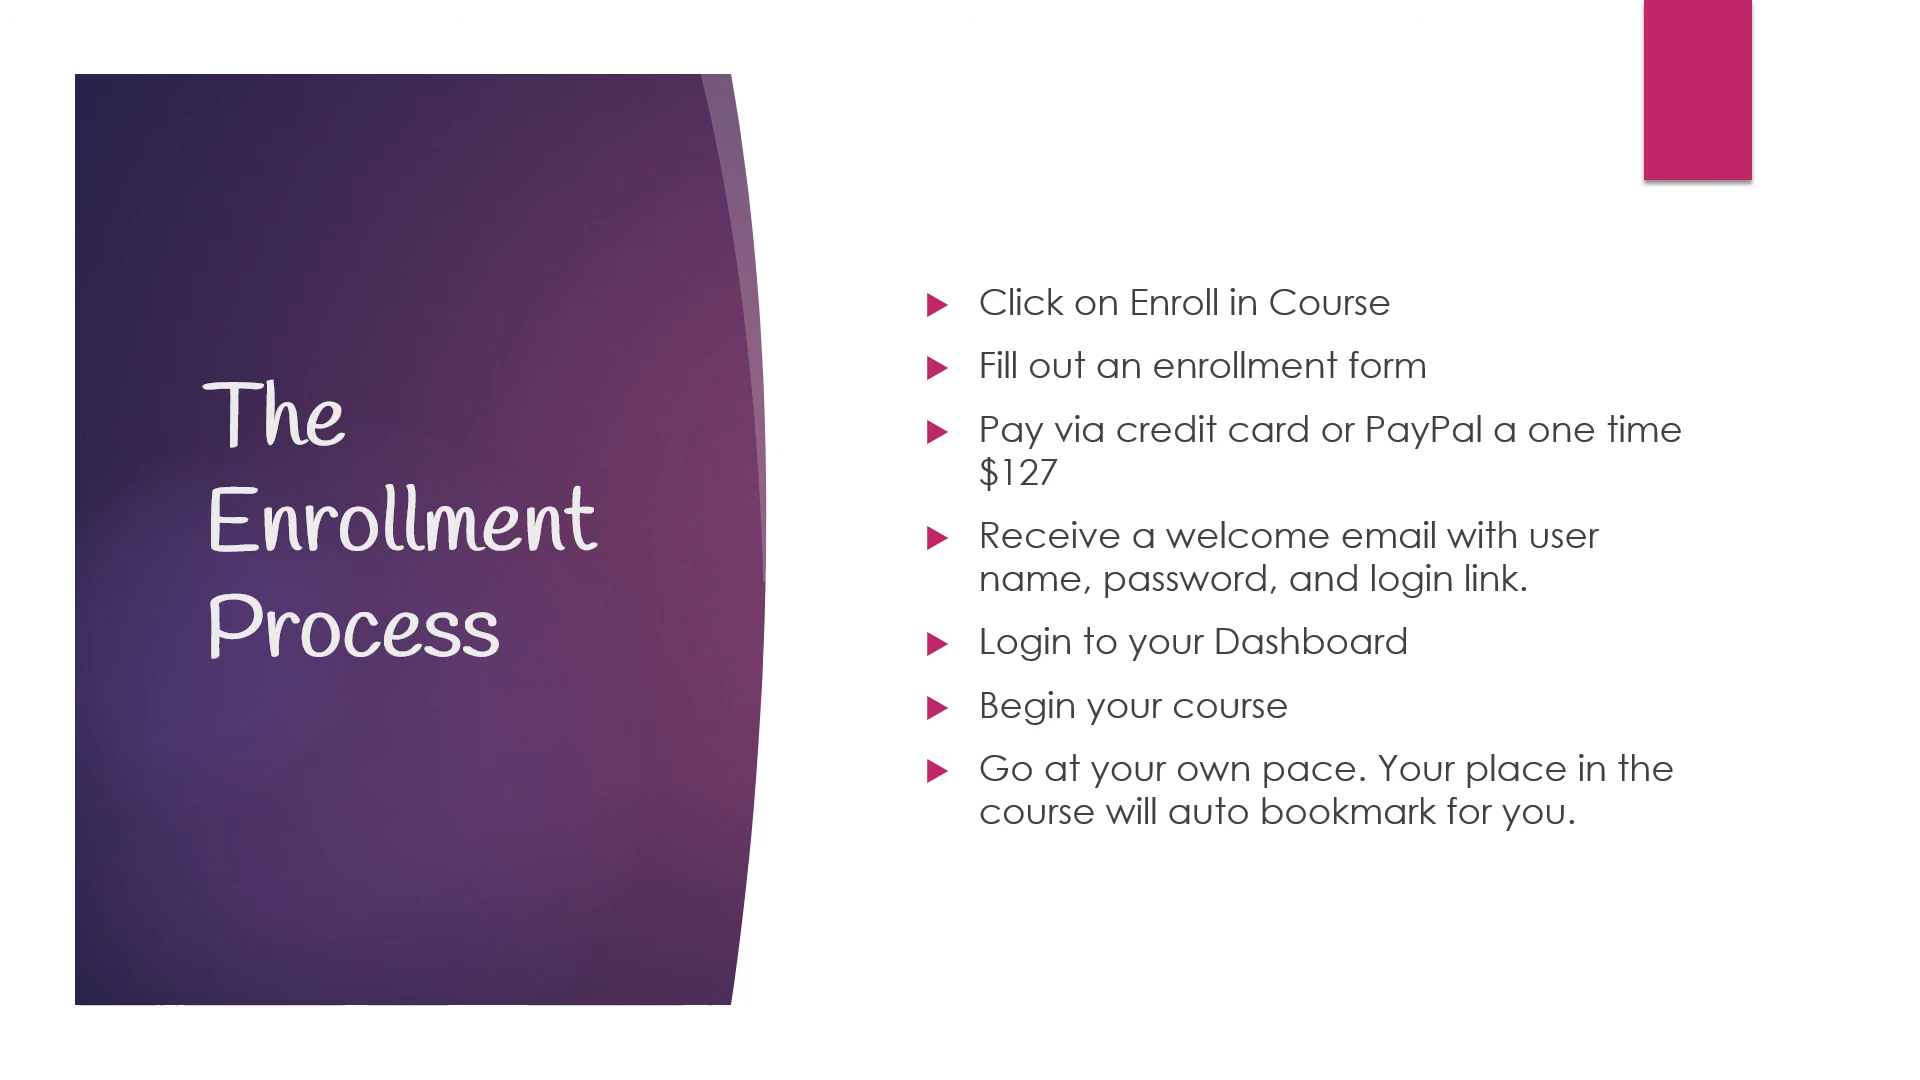 The
Enrollment
Process
Click on Enroll in Course
Fill out an enrollment form
Pay via credit card or PayPal a one time
$127
Receive a welcome email with user
name, password, and login link.
Login to your Dashboard
Begin your course
Go at your own pace. Your place in the
course will auto bookmark for you.